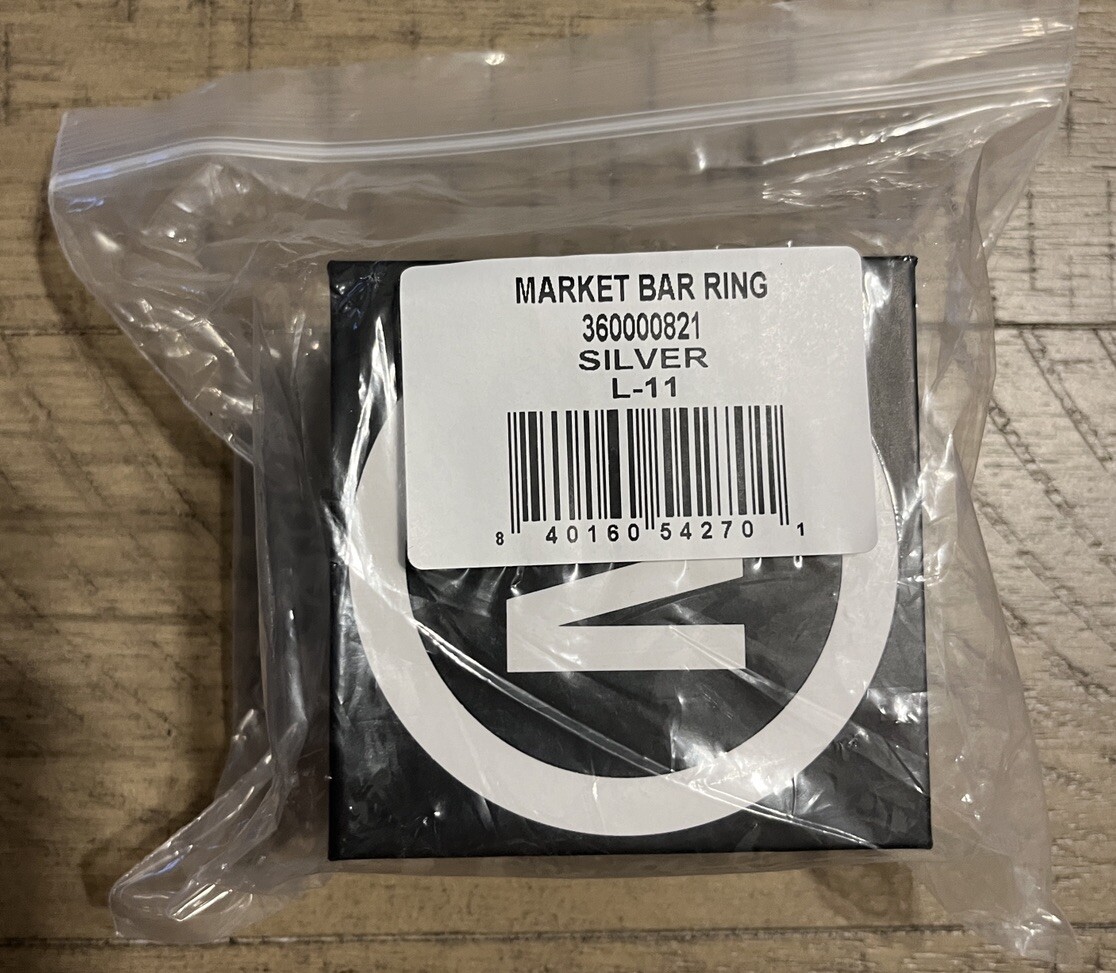 MARKET BAR RING
360000821
SILVER
L-11
8 40160 54270 1